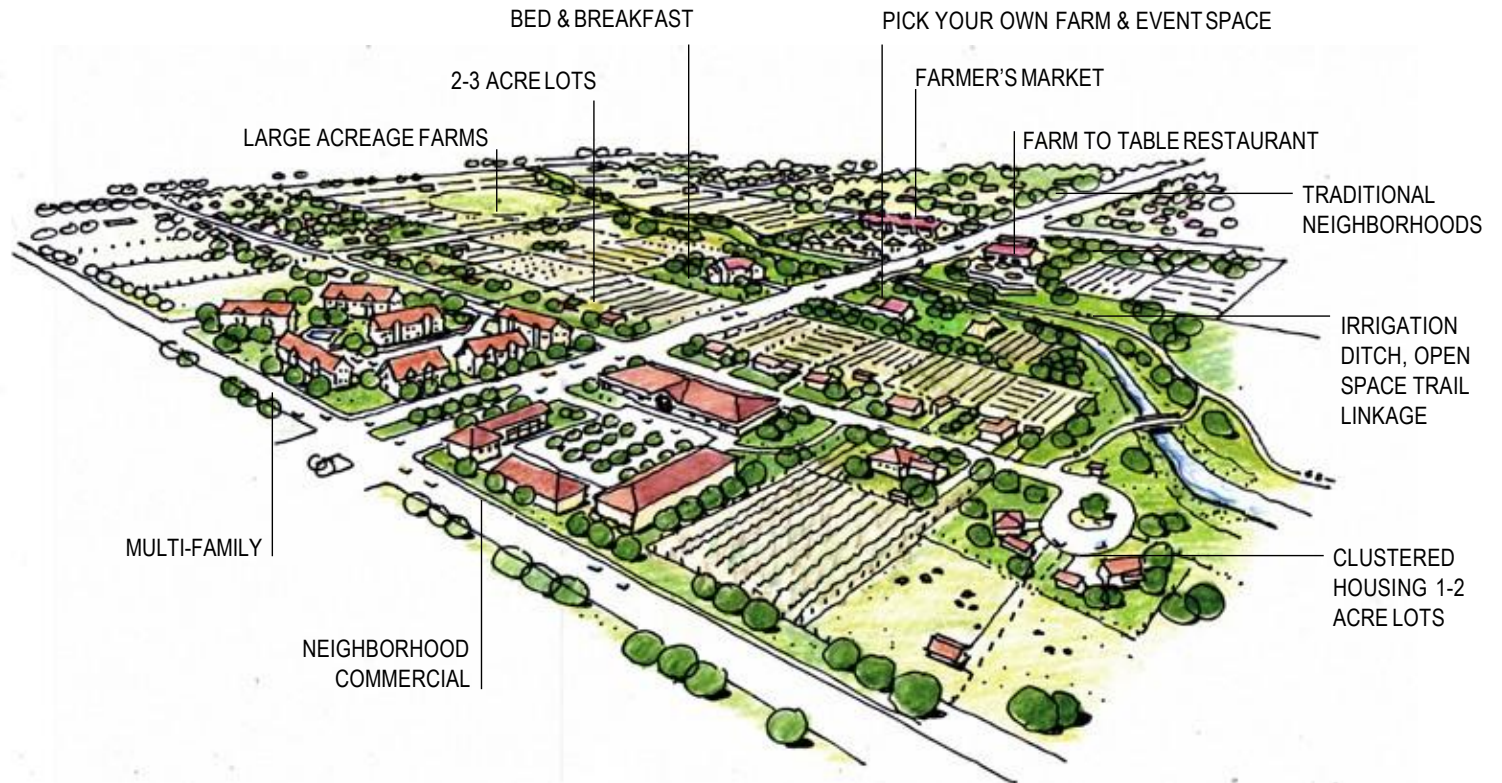 BED & BREAKFAST
PICK YOUR OWN FARM & EVENT SPACE
2-3 ACRE LOTS
FARMER'S MARKET
LARGE ACREAGE FARMS
FARM TO TABLE RESTAURANT
TRADITIONAL
NEIGHBORHOODS
IRRIGATION
DITCH, OPEN
SPACE TRAIL
LINKAGE
MULTI-FAMILY
CLUSTERED
HOUSING 1-2
ACRE LOTS
NEIGHBORHOOD
COMMERCIAL